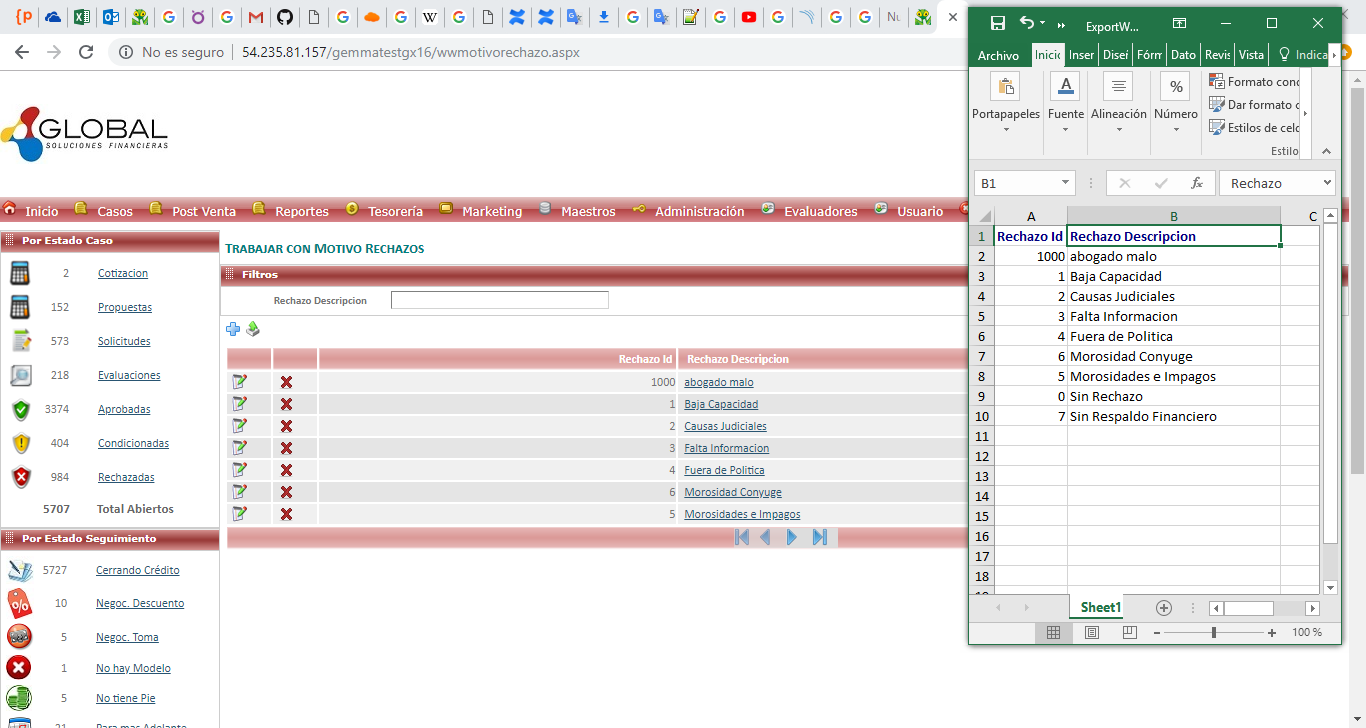 ExportW...
No es seguro | 54.235.81.157/gemmatestgx16/wwmotivorechazo.aspx
Archivo Inicio Inser Diseí Fórm Dato Revis Vista Indica
Portapapeles Fuente Alineación Número
Formato conc
Dar formato c
Estilos de celd
Estilo
GLOBAL
SOLUCIONES FINANCIERAS
B1 fx Rechazo
Inicio Casos Post Venta Reportes Tesorería Marketing Maestros Administración Evaluadores Usuario
Por Estado Caso
2 Cotizacion
152 Propuestas
573 Solicitudes
218 Evaluaciones
3374 Aprobadas
404 Condicionadas
984 Rechazadas
5707 Total Abiertos
Por Estado Seguimiento
5727 Cerrando Crédito
10 Negoc. Descuento
5 Negoc. Toma
1 No hay Modelo
5 No tiene Pie
21 Para mas Adelante
TRABAJAR CON MOTIVO RECHAZOS
Filtros
Rechazo Descripcion
Rechazo Id Rechazo Descripcion
1000 abogado malo
1 Baja Capacidad
2 Causas Judiciales
3 Falta Informacion
4 Fuera de Politica
6 Morosidad Conyuge
5 Morosidades e Impagos
A B C
1 Rechazo Id Rechazo Descripcion
2 1000 abogado malo
3 1 Baja Capacidad
4 2 Causas Judiciales
5 3 Falta Informacion
6 4 Fuera de Politica
7 6 Morosidad Conyuge
8 5 Morosidades e Impagos
9 0 Sin Rechazo
10 7 Sin Respaldo Financiero
11
12
13
14
15
16
17
18
Sheet1
100 %